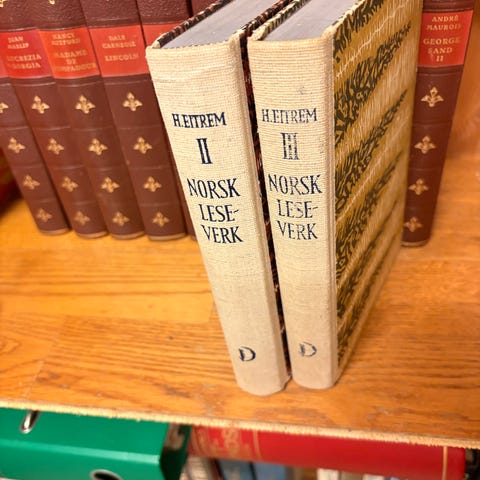 JEAN
LUCREZIA
BORGIA
NANCY
MITFORD
MADAME
DE
POMPADOUR
DALE
CARNEGIE
LINCOLN
H.EITREM
II
NORSK
LESE-
VERK
D
H.EITREM
III
NORSK
LESE-
VERK
D
ANDRÉ
MAUROIS
GEORGE
SAND
II